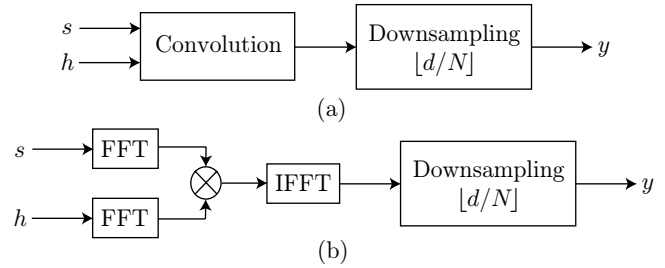 s
h
Convolution
Downsampling
⌊d/N⌋
y
(a)
s
FFT
h
FFT
IFFT
Downsampling
⌊d/N⌋
y
(b)